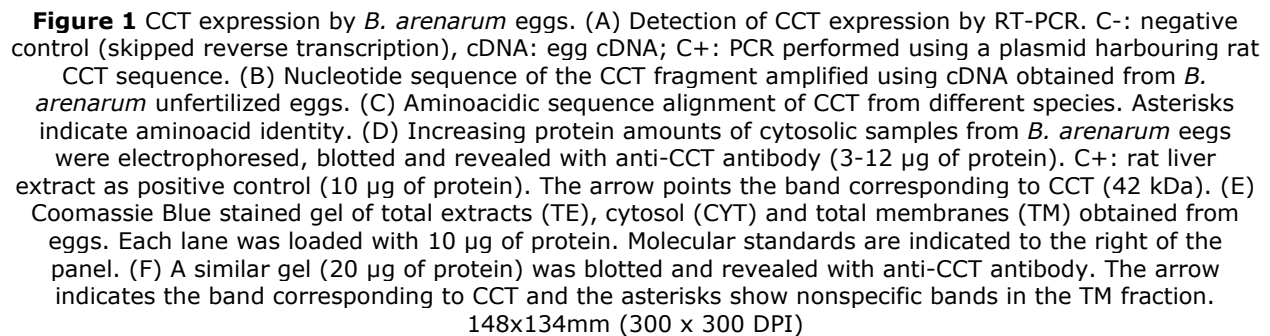 Figure 1 CCT expression by B. arenarum eggs. (A) Detection of CCT expression by RT-PCR. C-: negative
control (skipped reverse transcription), cDNA: egg cDNA; C+: PCR performed using a plasmid harbouring rat
CCT sequence. (B) Nucleotide sequence of the CCT fragment amplified using cDNA obtained from B.
arenarum unfertilized eggs. (C) Aminoacidic sequence alignment of CCT from different species. Asterisks
indicate aminoacid identity. (D) Increasing protein amounts of cytosolic samples from B. arenarum eegs
were electrophoresed, blotted and revealed with anti-CCT antibody (3-12 µg of protein). C+: rat liver
extract as positive control (10 µg of protein). The arrow points the band corresponding to CCT (42 kDa). (E)
Coomassie Blue stained gel of total extracts (TE), cytosol (CYT) and total membranes (TM) obtained from
eggs. Each lane was loaded with 10 µg of protein. Molecular standards are indicated to the right of the
panel. (F) A similar gel (20 µg of protein) was blotted and revealed with anti-CCT antibody. The arrow
indicates the band corresponding to CCT and the asterisks show nonspecific bands in the TM fraction.
148x134mm (300 x 300 DPI)